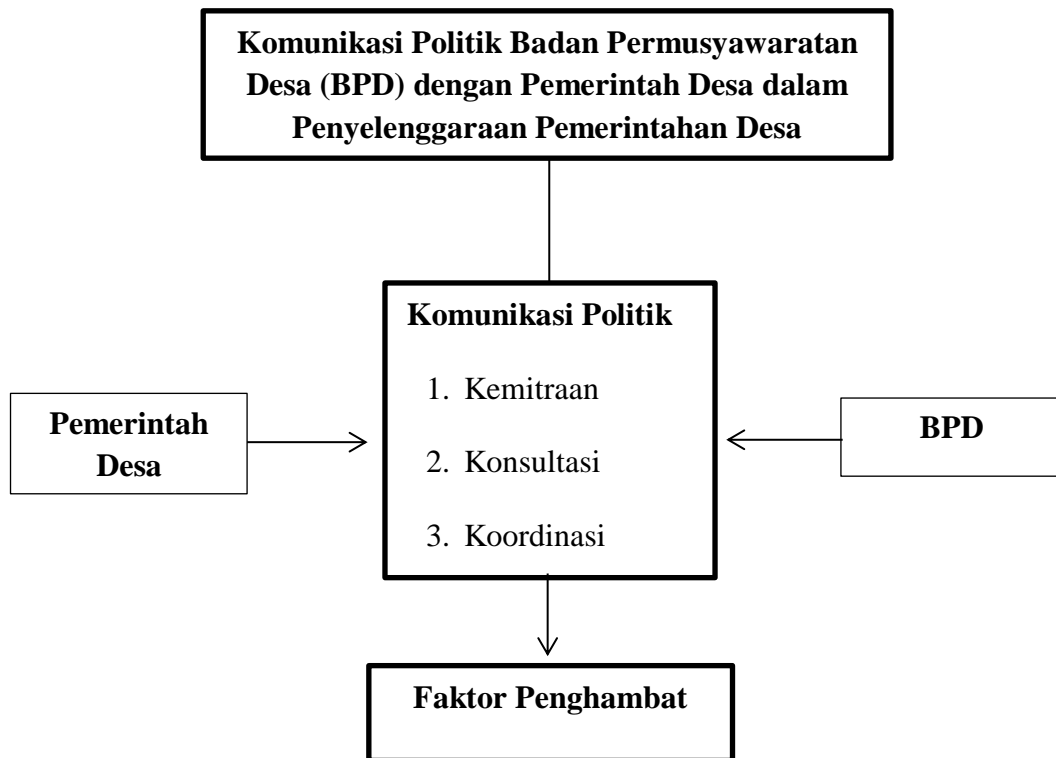 Komunikasi Politik Badan Permusyawaratan
Desa (BPD) dengan Pemerintah Desa dalam
Penyelenggaraan Pemerintahan Desa
Komunikasi Politik
1. Kemitraan
2. Konsultasi
3. Koordinasi
Pemerintah
Desa
BPD
Faktor Penghambat